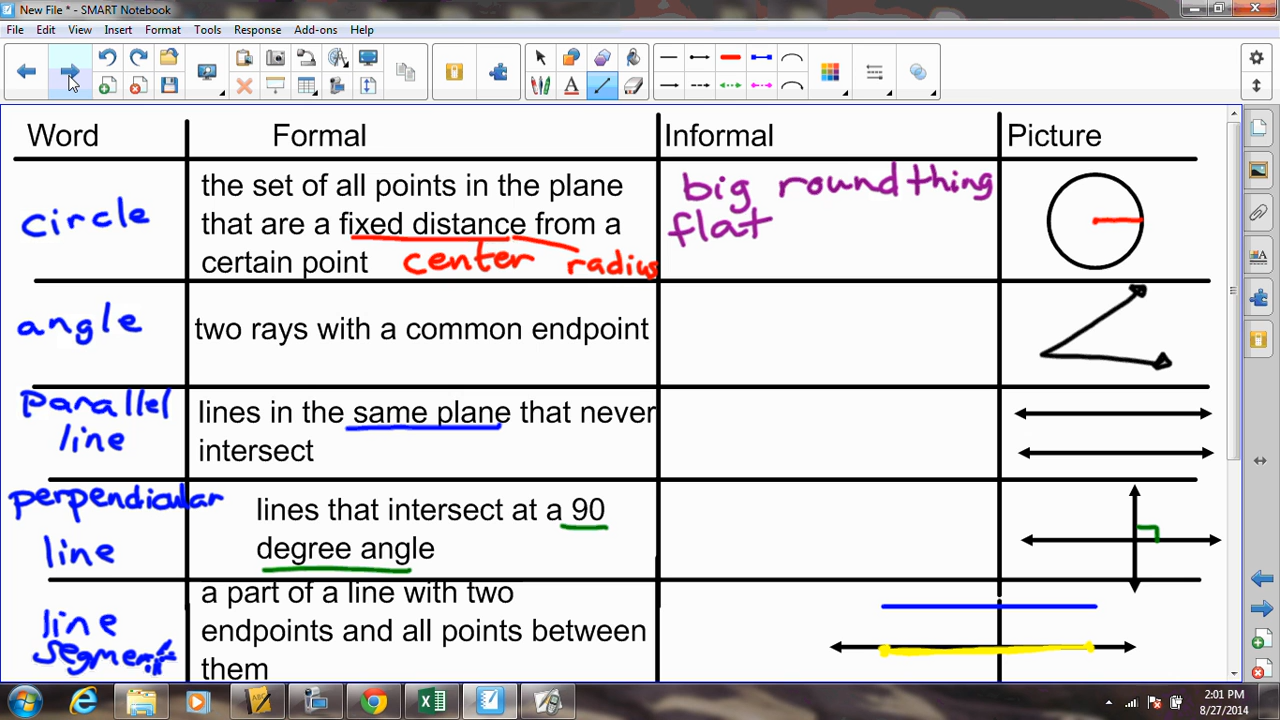 New File * - SMART Notebook
File Edit View Insert Format Tools Response Add-ons Help
Word Formal Informal Picture
circle
the set of all points in the plane
that are a fixed distance from a
certain point
center radius
big round thing
flat
angle
two rays with a common endpoint
parallel
line
lines in the same plane that never
intersect
perpendicular
line
lines that intersect at a 90
degree angle
line
segment
a part of a line with two
endpoints and all points between
them
2:01 PM
8/27/2014